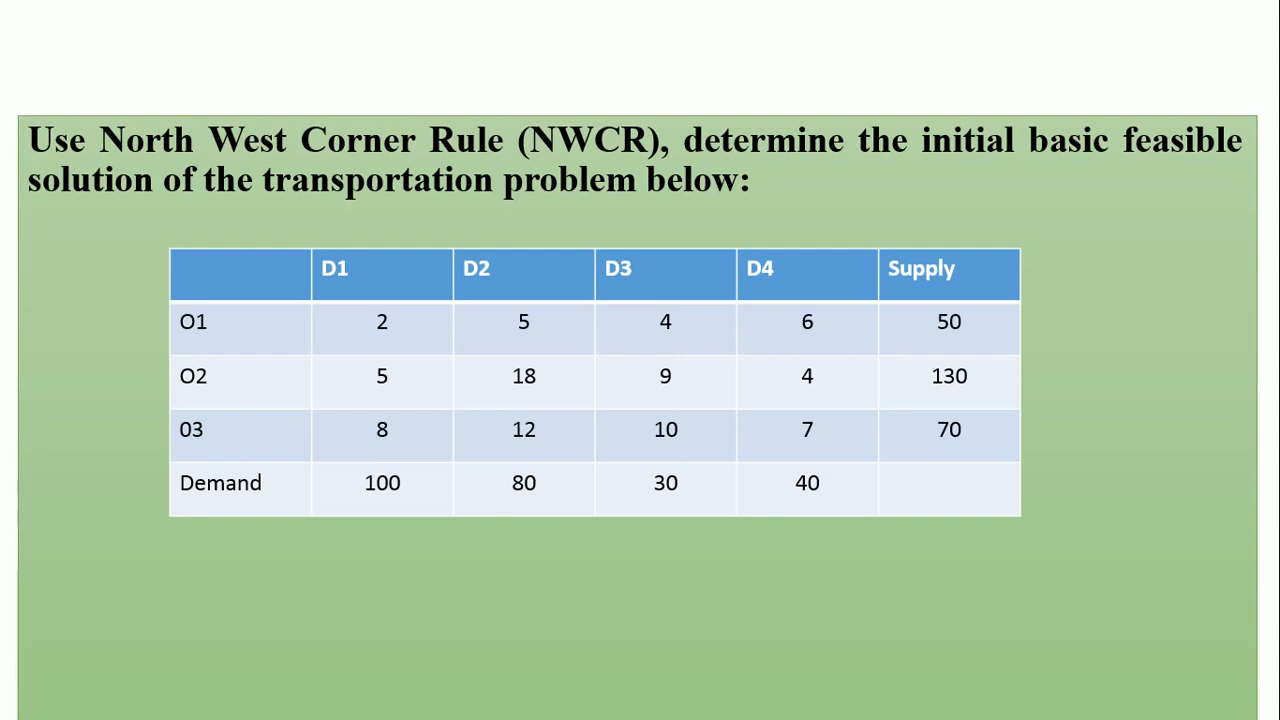 Use North West Corner Rule (NWCR), determine the initial basic feasible
solution of the transportation problem below:
D1 D2 D3 D4 Supply
O1 2 5 4 6 50
O2 5 18 9 4 130
03 8 12 10 7 70
Demand 100 80 30 40